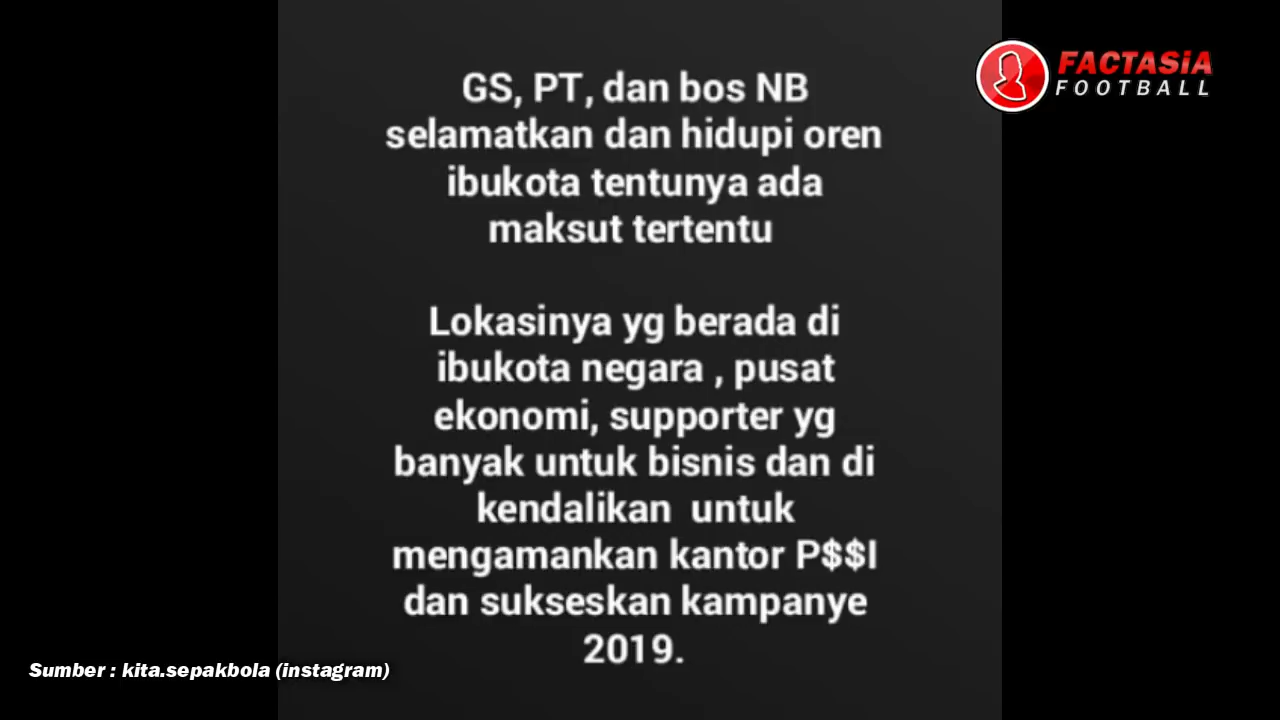 FACTASiA
FOOTBALL
GS, PT, dan bos NB
selamatkan dan hidupi oren
ibukota tentunya ada
maksut tertentu
Lokasinya yg berada di
ibukota negara , pusat
ekonomi, supporter yg
banyak untuk bisnis dan di
kendalikan untuk
mengamankan kantor P$$I
dan sukseskan kampanye
2019.
Sumber : kita.sepakbola (instagram)